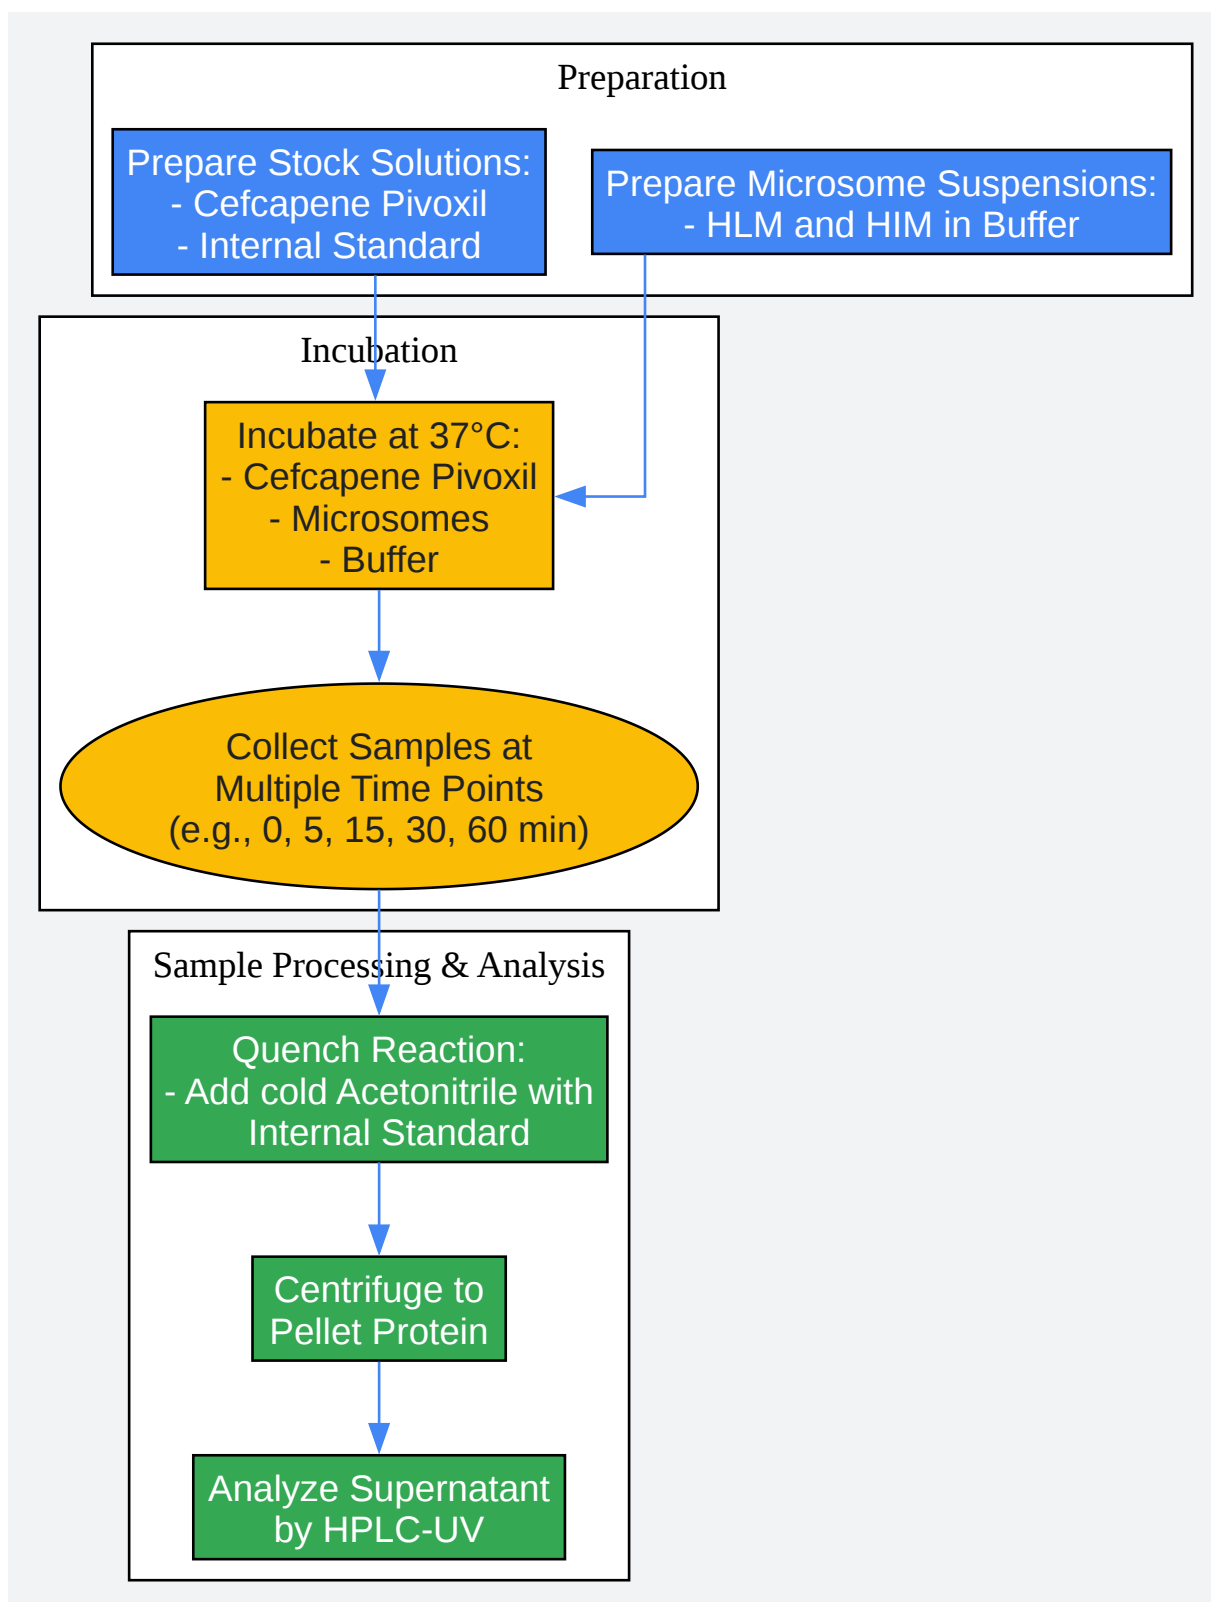 Preparation
Prepare Stock Solutions:
- Cefcapene Pivoxil
- Internal Standard
Prepare Microsome Suspensions:
- HLM and HIM in Buffer
Incubation
Incubate at 37°C:
- Cefcapene Pivoxil
- Microsomes
- Buffer
Collect Samples at
Multiple Time Points
(e.g., 0, 5, 15, 30, 60 min)
Sample Processing & Analysis
Quench Reaction:
- Add cold Acetonitrile with
Internal Standard
Centrifuge to
Pellet Protein
Analyze Supernatant
by HPLC-UV